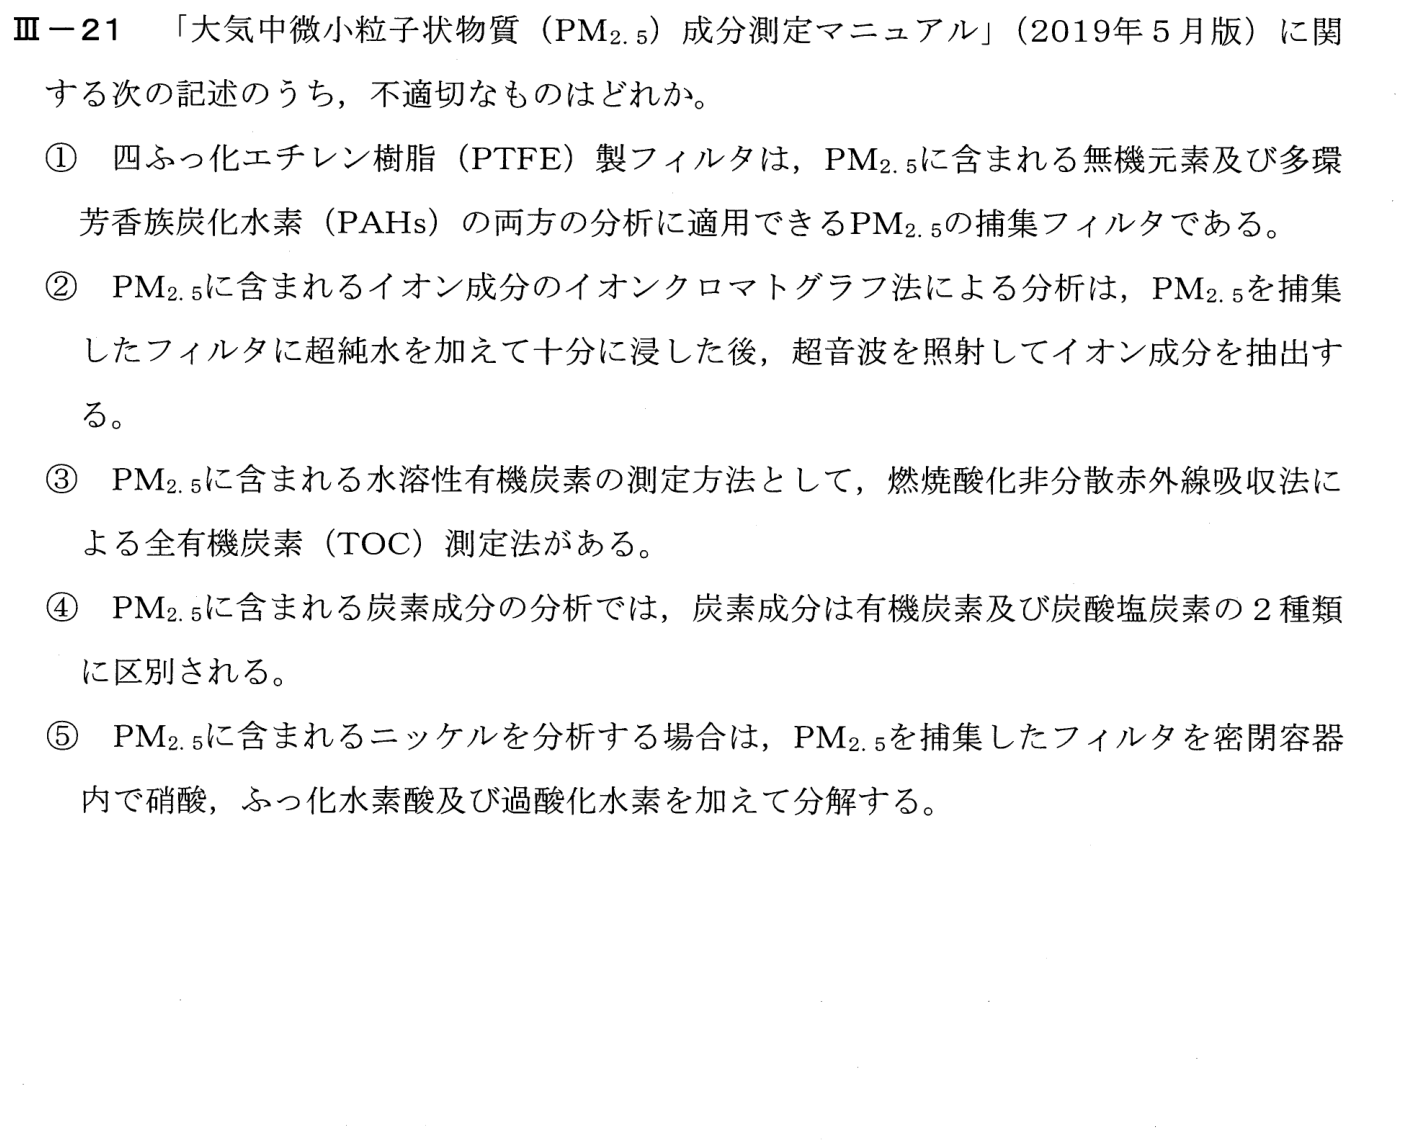 Ⅲ－21　「大気中微小粒子状物質（PM2.5）成分測定マニュアル」（2019年５月版）に関
する次の記述のうち，不適切なものはどれか。
①　四ふっ化エチレン樹脂（PTFE）製フィルタは，PM2.5に含まれる無機元素及び多環
芳香族炭化水素（PAHs）の両方の分析に適用できるPM2.5の捕集フィルタである。
②　PM2.5に含まれるイオン成分のイオンクロマトグラフ法による分析は，PM2.5を捕集
したフィルタに超純水を加えて十分に浸した後，超音波を照射してイオン成分を抽出す
る。
③　PM2.5に含まれる水溶性有機炭素の測定方法として，燃焼酸化非分散赤外線吸収法に
よる全有機炭素（TOC）測定法がある。
④　PM2.5に含まれる炭素成分の分析では，炭素成分は有機炭素及び炭酸塩炭素の２種類
に区別される。
⑤　PM2.5に含まれるニッケルを分析する場合は，PM2.5を捕集したフィルタを密閉容器
内で硝酸，ふっ化水素酸及び過酸化水素を加えて分解する。